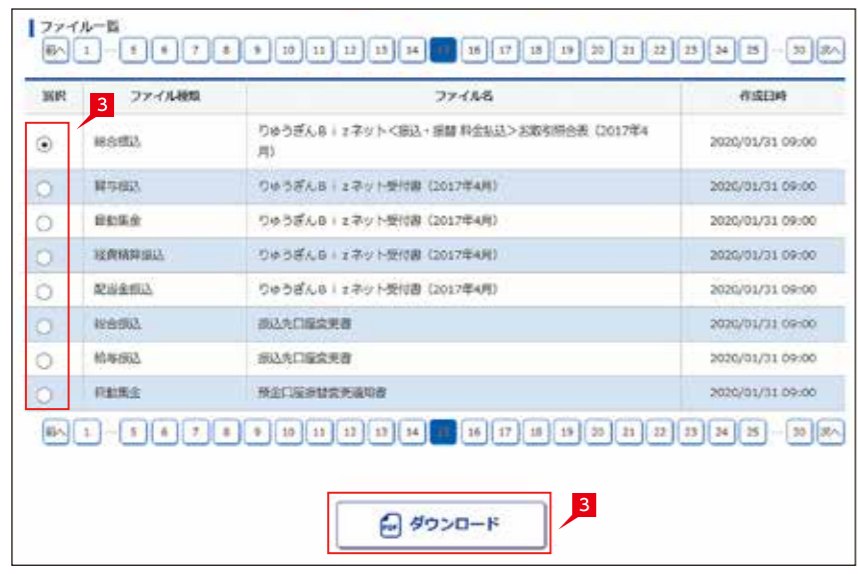 ファイル一覧
前へ 1 … 5 6 7 8 9 10 11 12 13 14 15 16 17 18 19 20 21 22 23 24 25 … 30 次へ
選択 ファイル種類 ファイル名 作成日時
3
総合振込 りゅうぎんBizネット<振込・振替 料金払込>お取引照合表（2017年4
月） 2020/01/31 09:00
賞与振込 りゅうぎんBizネット受付書（2017年4月） 2020/01/31 09:00
自動集金 りゅうぎんBizネット受付書（2017年4月） 2020/01/31 09:00
経費精算振込 りゅうぎんBizネット受付書（2017年4月） 2020/01/31 09:00
配当金振込 りゅうぎんBizネット受付書（2017年4月） 2020/01/31 09:00
総合振込 振込先口座変更書 2020/01/31 09:00
給与振込 振込先口座変更書 2020/01/31 09:00
自動集金 預金口座振替変更通知書 2020/01/31 09:00
前へ 1 … 5 6 7 8 9 10 11 12 13 14 15 16 17 18 19 20 21 22 23 24 25 … 30 次へ
3
PDF ダウンロード